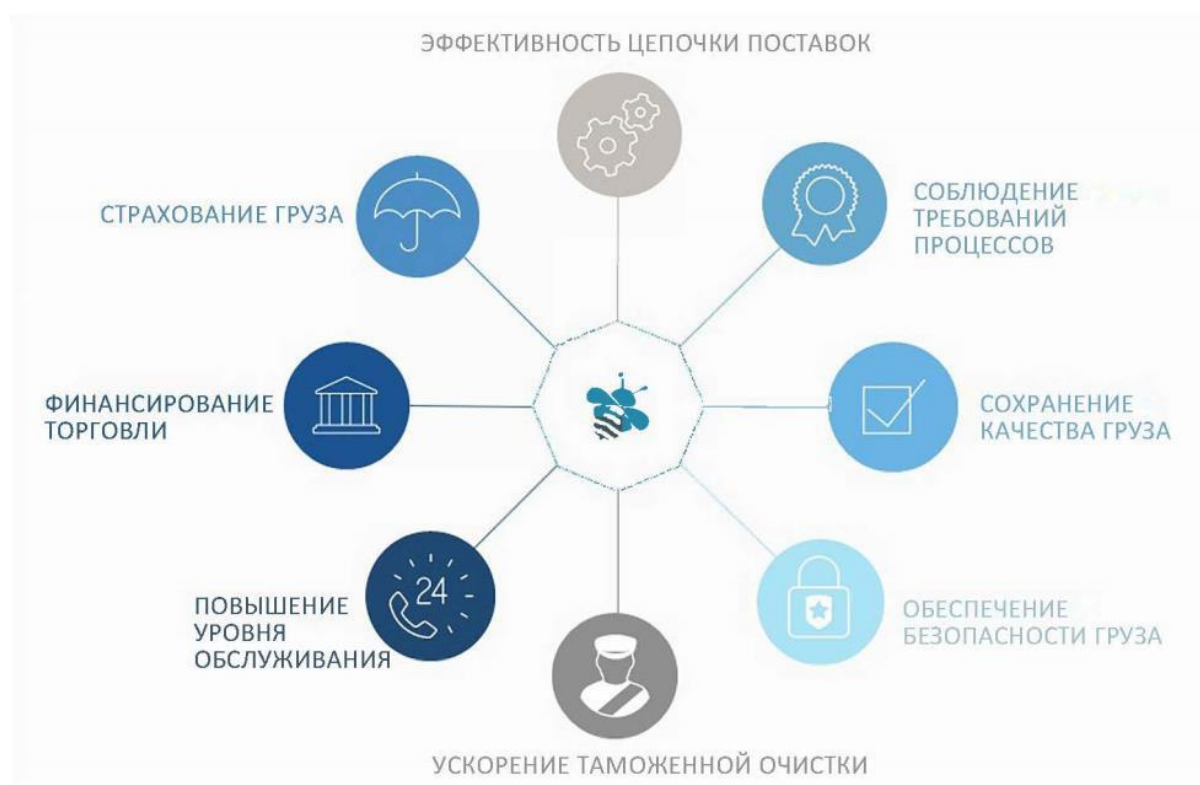 ЭФФЕКТИВНОСТЬ ЦЕПОЧКИ ПОСТАВОК
СТРАХОВАНИЕ ГРУЗА
СОБЛЮДЕНИЕ
ТРЕБОВАНИЙ
ПРОЦЕССОВ
ФИНАНСИРОВАНИЕ
ТОРГОВЛИ
СОХРАНЕНИЕ
КАЧЕСТВА ГРУЗА
24
ПОВЫШЕНИЕ
УРОВНЯ
ОБСЛУЖИВАНИЯ
ОБЕСПЕЧЕНИЕ
БЕЗОПАСНОСТИ ГРУЗА
УСКОРЕНИЕ ТАМОЖЕННОЙ ОЧИСТКИ